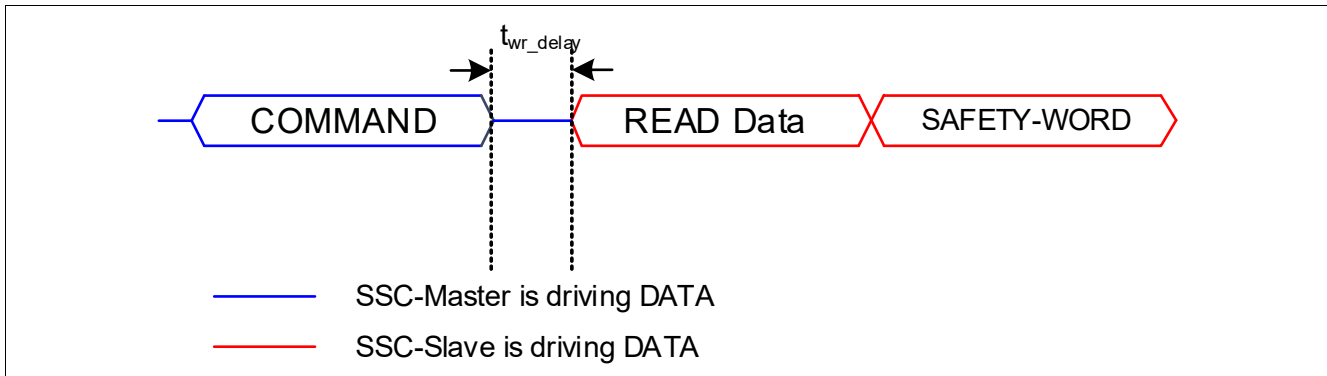 twr_delay
COMMAND READ Data SAFETY-WORD
SSC-Master is driving DATA
SSC-Slave is driving DATA